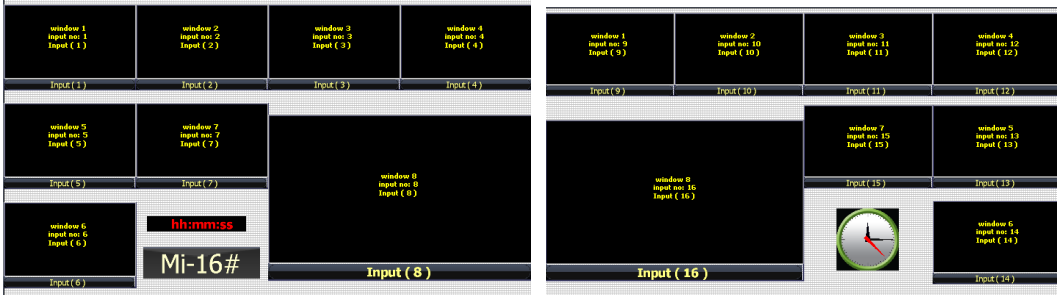 window 1
input no: 1
Input ( 1 )
window 2
input no: 2
Input ( 2 )
window 3
input no: 3
Input ( 3 )
window 4
input no: 4
Input ( 4 )
Input ( 1 )
Input ( 2 )
Input ( 3 )
Input ( 4 )
window 5
input no: 5
Input ( 5 )
window 7
input no: 7
Input ( 7 )
window 8
input no: 8
Input ( 8 )
Input ( 5 )
Input ( 7 )
window 6
input no: 6
Input ( 6 )
hh:mm:ss
Mi-16#
Input ( 8 )
Input ( 6 )
window 1
input no: 9
Input ( 9 )
window 2
input no: 10
Input ( 10 )
window 3
input no: 11
Input ( 11 )
window 4
input no: 12
Input ( 12 )
Input ( 9 )
Input ( 10 )
Input ( 11 )
Input ( 12 )
window 8
input no: 16
Input ( 16 )
window 7
input no: 15
Input ( 15 )
window 5
input no: 13
Input ( 13 )
Input ( 15 )
Input ( 13 )
window 6
input no: 14
Input ( 14 )
Input ( 16 )
Input ( 14 )